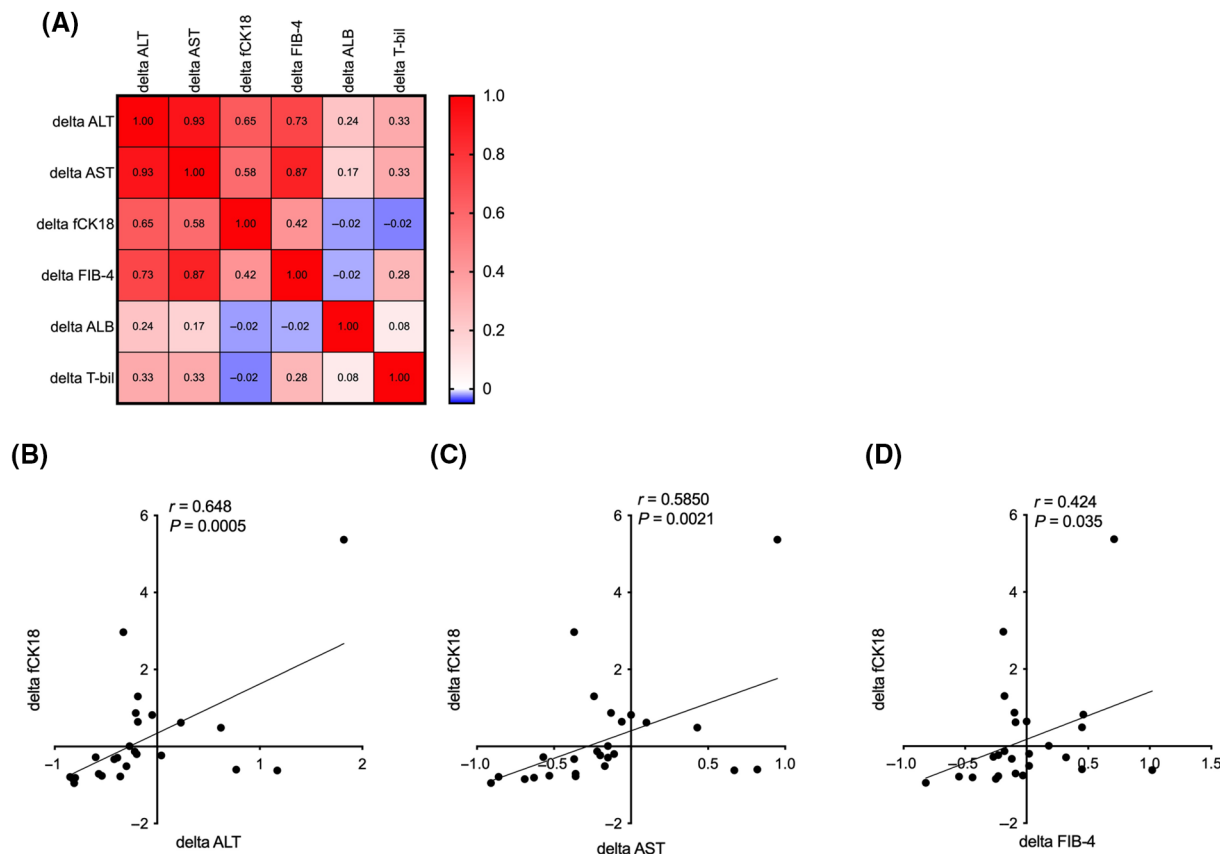 (A)
delta ALT delta AST delta fCK18 delta FIB-4 delta ALB delta T-bil
delta ALT 1.00 0.93 0.65 0.73 0.24 0.33
delta AST 0.93 1.00 0.58 0.87 0.17 0.33
delta fCK18 0.65 0.58 1.00 0.42 −0.02 −0.02
delta FIB-4 0.73 0.87 0.42 1.00 −0.02 0.28
delta ALB 0.24 0.17 −0.02 −0.02 1.00 0.08
delta T-bil 0.33 0.33 −0.02 0.28 0.08 1.00
1.0
0.8
0.6
0.4
0.2
0
(B)
r = 0.648
P = 0.0005
6
4
2
−2
−1 1 2
delta fCK18
delta ALT
(C)
r = 0.5850
P = 0.0021
6
4
2
−2
−1.0 −0.5 0.5 1.0
delta fCK18
delta AST
(D)
r = 0.424
P = 0.035
6
4
2
−2
−1.0 −0.5 0.5 1.0 1.5
delta fCK18
delta FIB-4